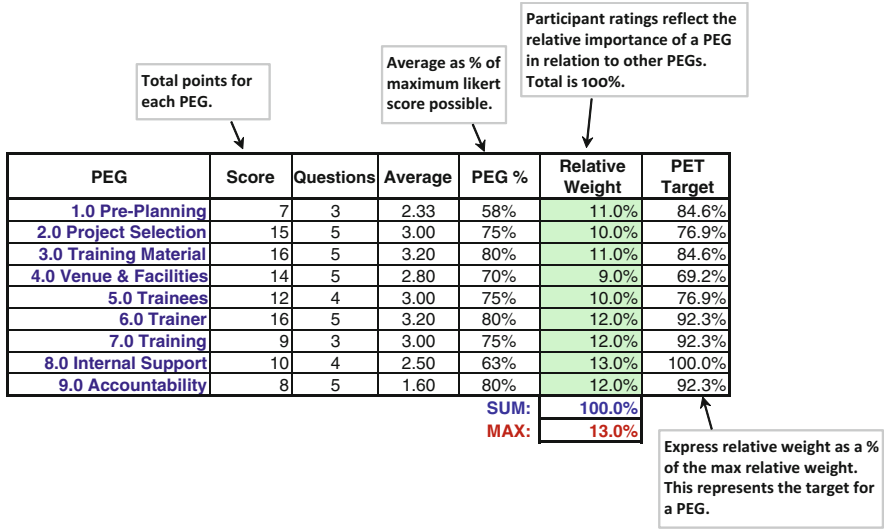 Participant ratings reflect the
relative importance of a PEG
in relation to other PEGs.
Total is 100%.
Average as % of
maximum likert
score possible.
Total points for
each PEG.
PEG Score Questions Average PEG % Relative Weight PET Target
1.0 Pre-Planning 7 3 2.33 58% 11.0% 84.6%
2.0 Project Selection 15 5 3.00 75% 10.0% 76.9%
3.0 Training Material 16 5 3.20 80% 11.0% 84.6%
4.0 Venue & Facilities 14 5 2.80 70% 9.0% 69.2%
5.0 Trainees 12 4 3.00 75% 10.0% 76.9%
6.0 Trainer 16 5 3.20 80% 12.0% 92.3%
7.0 Training 9 3 3.00 75% 12.0% 92.3%
8.0 Internal Support 10 4 2.50 63% 13.0% 100.0%
9.0 Accountability 8 5 1.60 80% 12.0% 92.3%
SUM: 100.0%
MAX: 13.0%
Express relative weight as a %
of the max relative weight.
This represents the target for
a PEG.